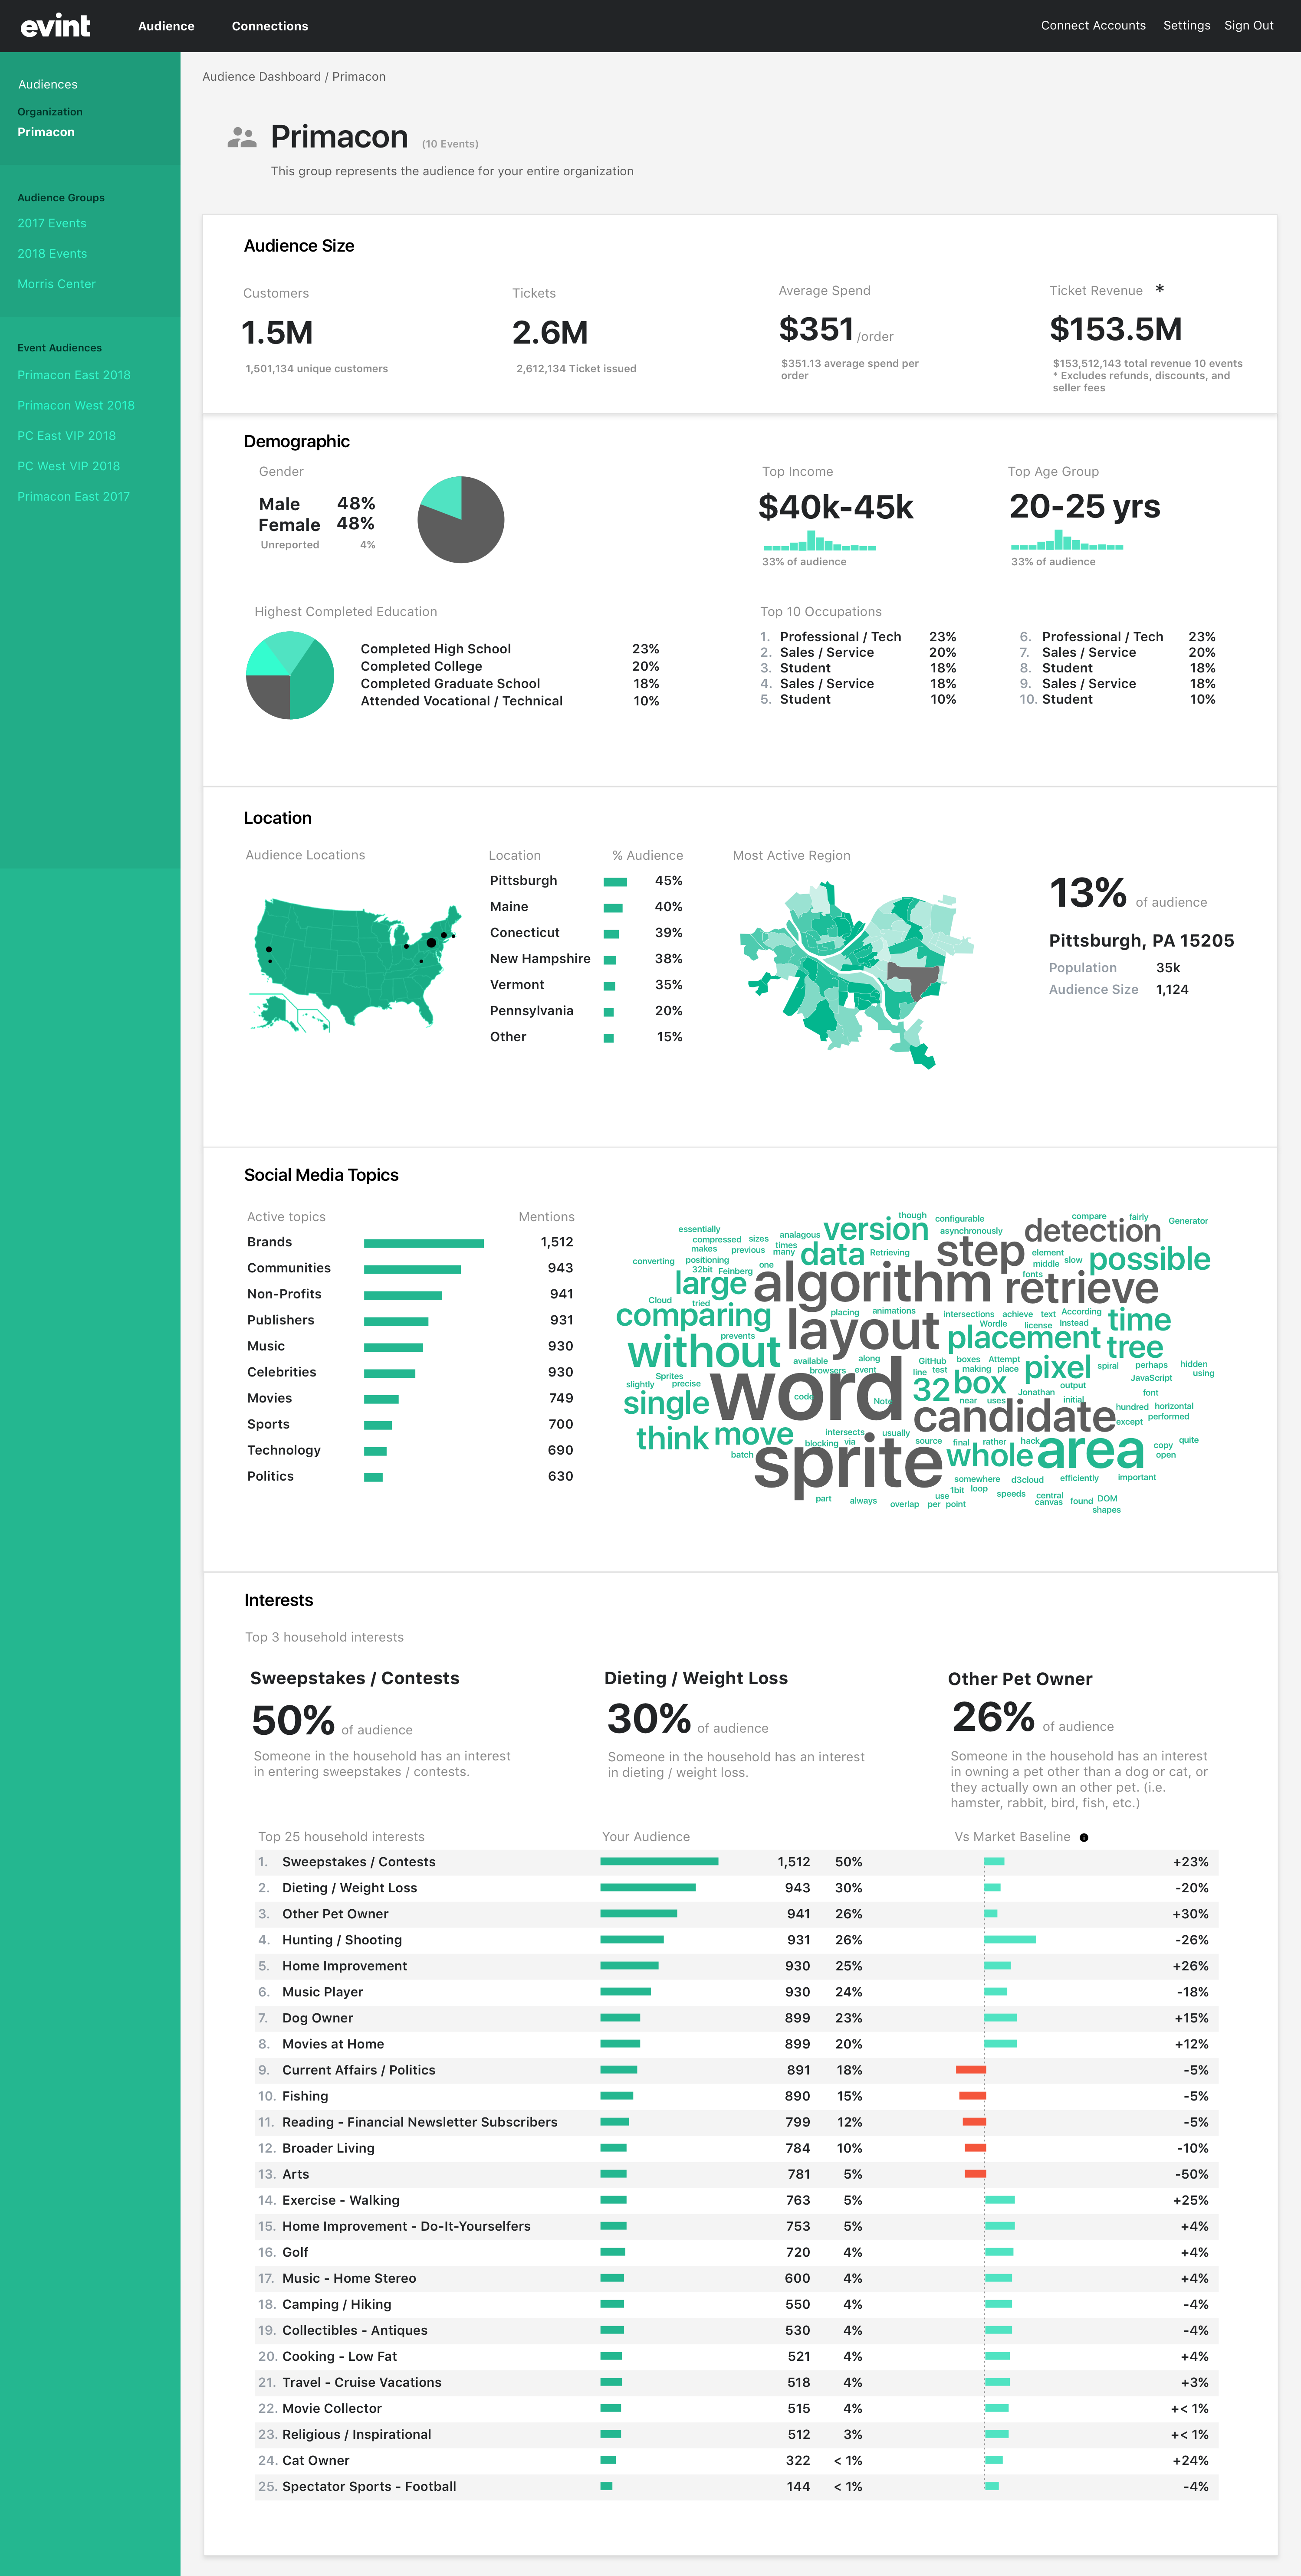 evint
Audience
Connections
Connect Accounts
Settings
Sign Out
Audiences
Organization
Primacon
Audience Groups
2017 Events
2018 Events
Morris Center
Event Audiences
Primacon East 2018
Primacon West 2018
PC East VIP 2018
PC West VIP 2018
Primacon East 2017
Audience Dashboard / Primacon
Primacon (10 Events)
This group represents the audience for your entire organization
Audience Size
Customers
1.5M
1,501,134 unique customers
Tickets
2.6M
2,612,134 Ticket issued
Average Spend
$351 /order
$351.13 average spend per
order
Ticket Revenue *
$153.5M
$153,512,143 total revenue 10 events
* Excludes refunds, discounts, and
seller fees
Demographic
Gender
Male 48%
Female 48%
Unreported 4%
Top Income
$40k-45k
33% of audience
Top Age Group
20-25 yrs
33% of audience
Highest Completed Education
Completed High School 23%
Completed College 20%
Completed Graduate School 18%
Attended Vocational / Technical 10%
Top 10 Occupations
1. Professional / Tech 23%
2. Sales / Service 20%
3. Student 18%
4. Sales / Service 18%
5. Student 10%
6. Professional / Tech 23%
7. Sales / Service 20%
8. Student 18%
9. Sales / Service 18%
10. Student 10%
Location
Audience Locations
Location % Audience
Pittsburgh 45%
Maine 40%
Conecticut 39%
New Hampshire 38%
Vermont 35%
Pennsylvania 20%
Other 15%
Most Active Region
13% of audience
Pittsburgh, PA 15205
Population 35k
Audience Size 1,124
Social Media Topics
Active topics Mentions
Brands 1,512
Communities 943
Non-Profits 941
Publishers 931
Music 930
Celebrities 930
Movies 749
Sports 700
Technology 690
Politics 630
though configurable compare fairly Generator
essentially analagous version asynchronously detection
compressed sizes times step
makes previous many data Retrieving element possible
converting positioning one middle slow
32bit Feinberg large algorithm fonts retrieve
Cloud tried
comparing placing animations intersections achieve text According time
prevents layout Wordle license Instead
without placement tree
available along GitHub boxes Attempt pixel spiral perhaps hidden
browsers event line test making place JavaScript using
Sprites word 32 box output
slightly precise Jonathan font
single code Note near uses initial
candidate hundred horizontal
except performed
think move intersects usually
blocking via source final rather hack area copy quite
batch sprite whole open
somewhere d3cloud efficiently important
1bit loop
part always use speeds central found DOM
overlap per point canvas shapes
Interests
Top 3 household interests
Sweepstakes / Contests
50% of audience
Someone in the household has an interest
in entering sweepstakes / contests.
Dieting / Weight Loss
30% of audience
Someone in the household has an interest
in dieting / weight loss.
Other Pet Owner
26% of audience
Someone in the household has an interest
in owning a pet other than a dog or cat, or
they actually own an other pet. (i.e.
hamster, rabbit, bird, fish, etc.)
Top 25 household interests Your Audience Vs Market Baseline
1. Sweepstakes / Contests 1,512 50% +23%
2. Dieting / Weight Loss 943 30% -20%
3. Other Pet Owner 941 26% +30%
4. Hunting / Shooting 931 26% -26%
5. Home Improvement 930 25% +26%
6. Music Player 930 24% -18%
7. Dog Owner 899 23% +15%
8. Movies at Home 899 20% +12%
9. Current Affairs / Politics 891 18% -5%
10. Fishing 890 15% -5%
11. Reading - Financial Newsletter Subscribers 799 12% -5%
12. Broader Living 784 10% -10%
13. Arts 781 5% -50%
14. Exercise - Walking 763 5% +25%
15. Home Improvement - Do-It-Yourselfers 753 5% +4%
16. Golf 720 4% +4%
17. Music - Home Stereo 600 4% +4%
18. Camping / Hiking 550 4% -4%
19. Collectibles - Antiques 530 4% -4%
20. Cooking - Low Fat 521 4% +4%
21. Travel - Cruise Vacations 518 4% +3%
22. Movie Collector 515 4% +< 1%
23. Religious / Inspirational 512 3% +< 1%
24. Cat Owner 322 < 1% +24%
25. Spectator Sports - Football 144 < 1% -4%